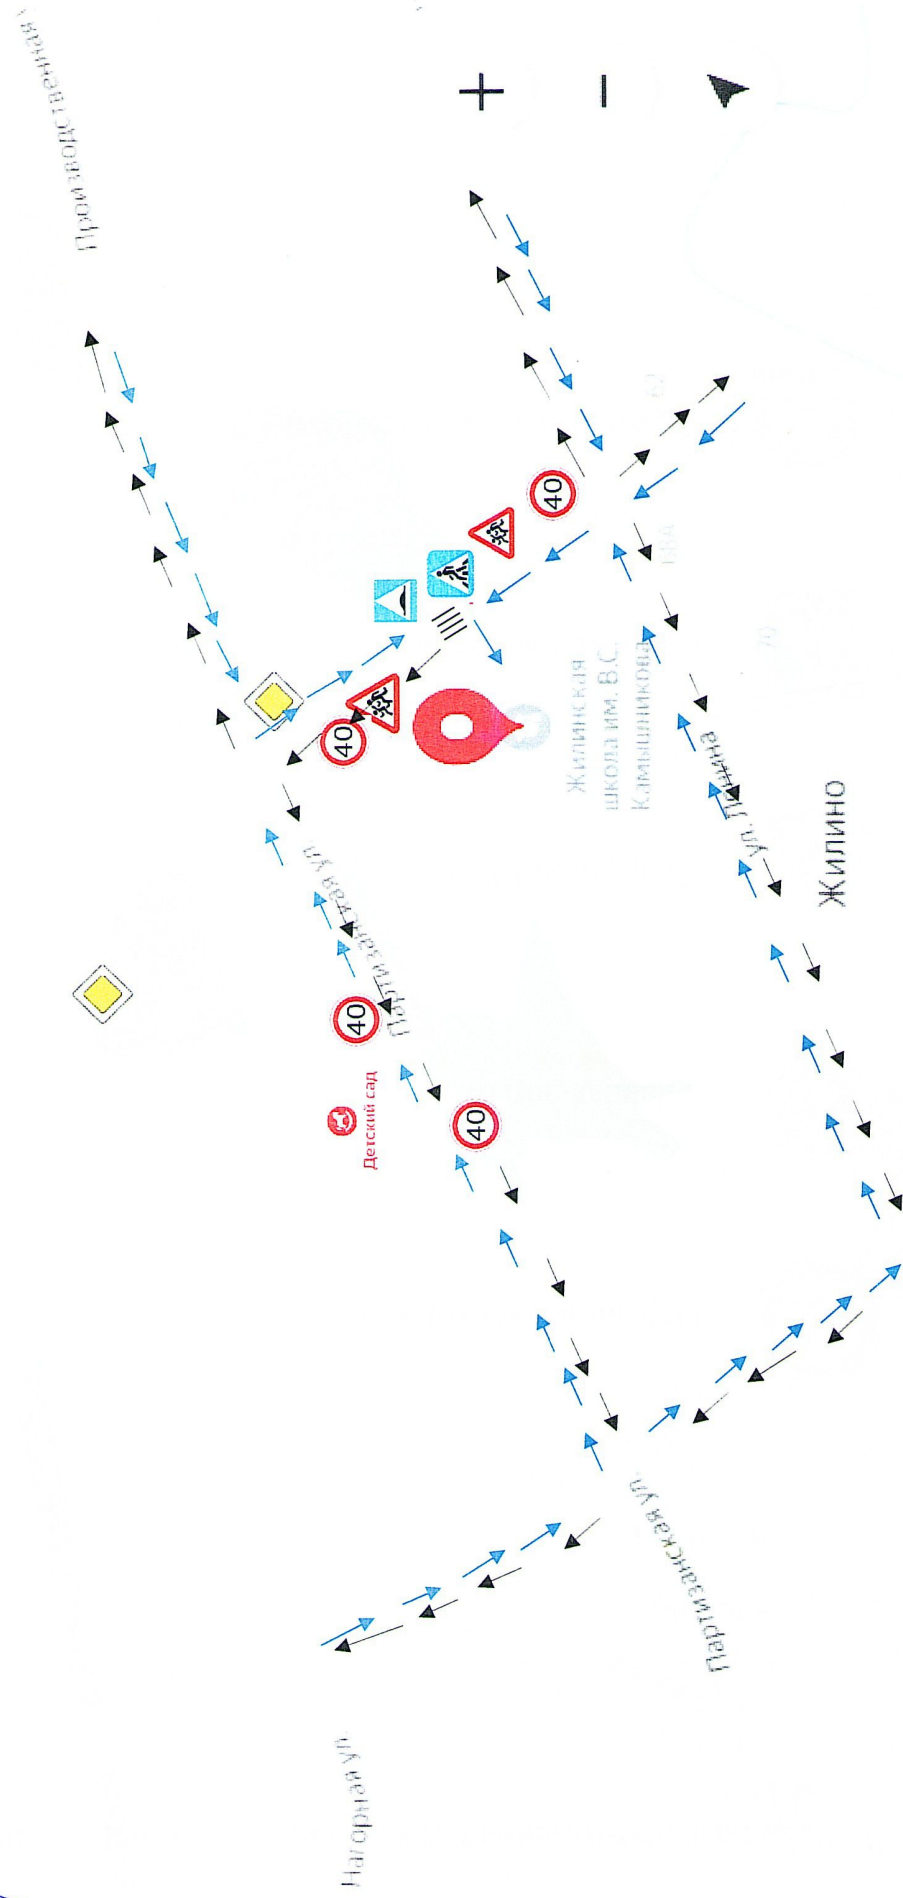 Производственная
40
40
40
40
Жилинская
школа им. В.С.
Камышникова
ул. Ленина
Жилино
Партизанская ул
Детский сад
Партизанская ул.
Нагорная ул.
70